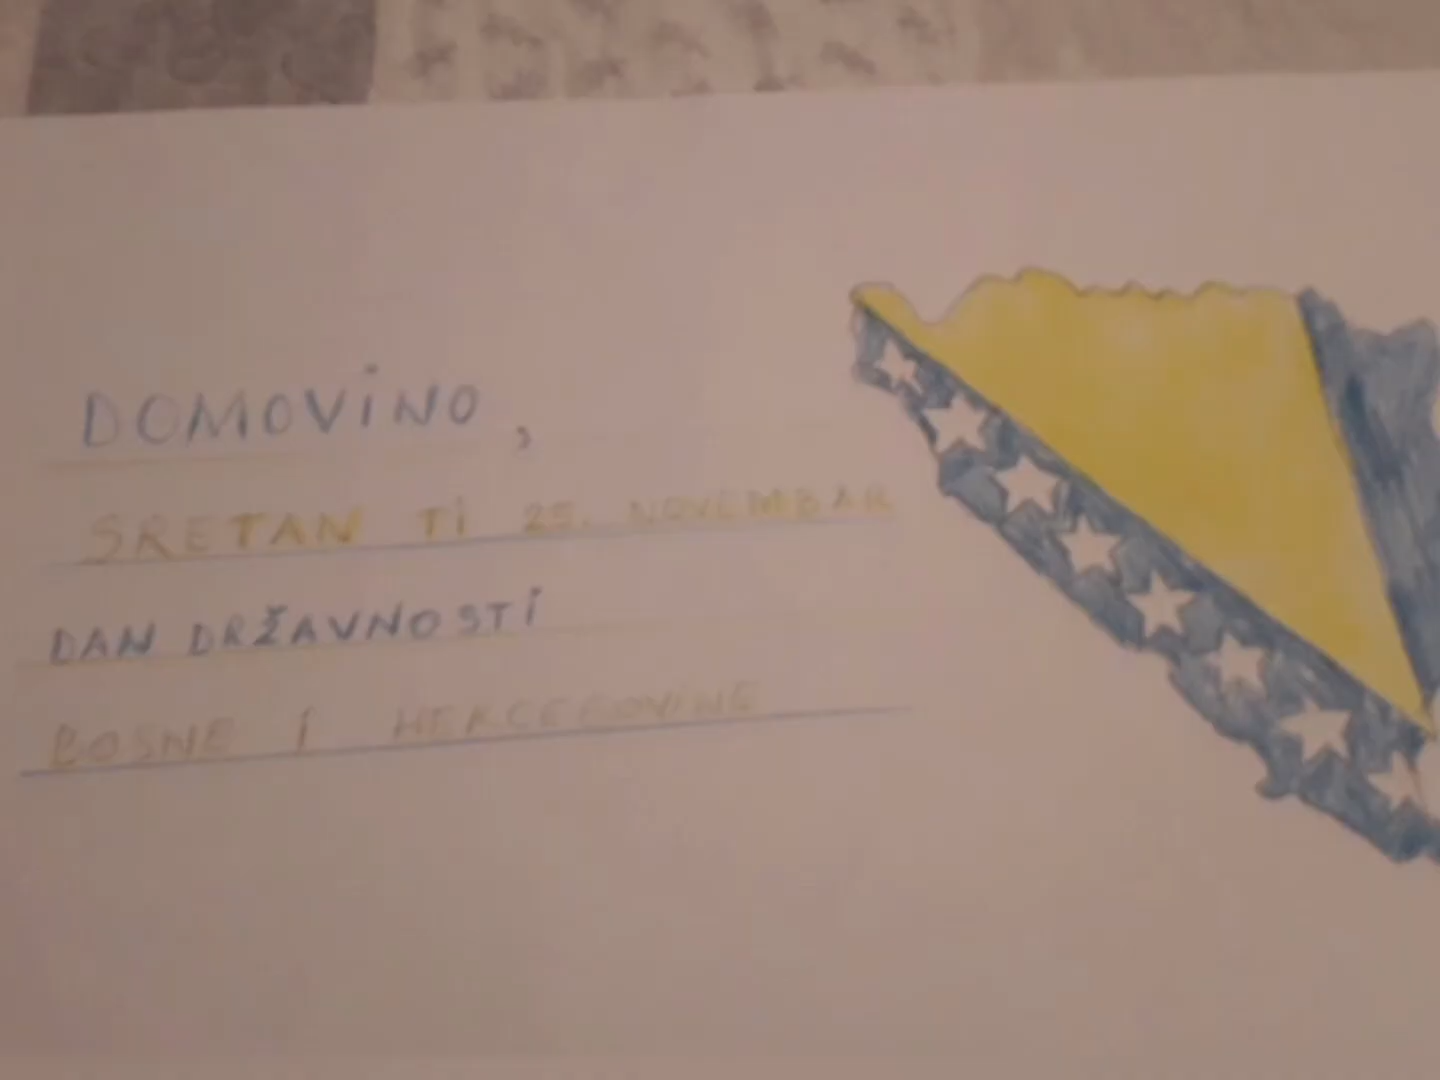 DOMOVINO,
SRETAN TI 25. NOVEMBAR
DAN DRŽAVNOSTI
BOSNE I HERCEGOVINE